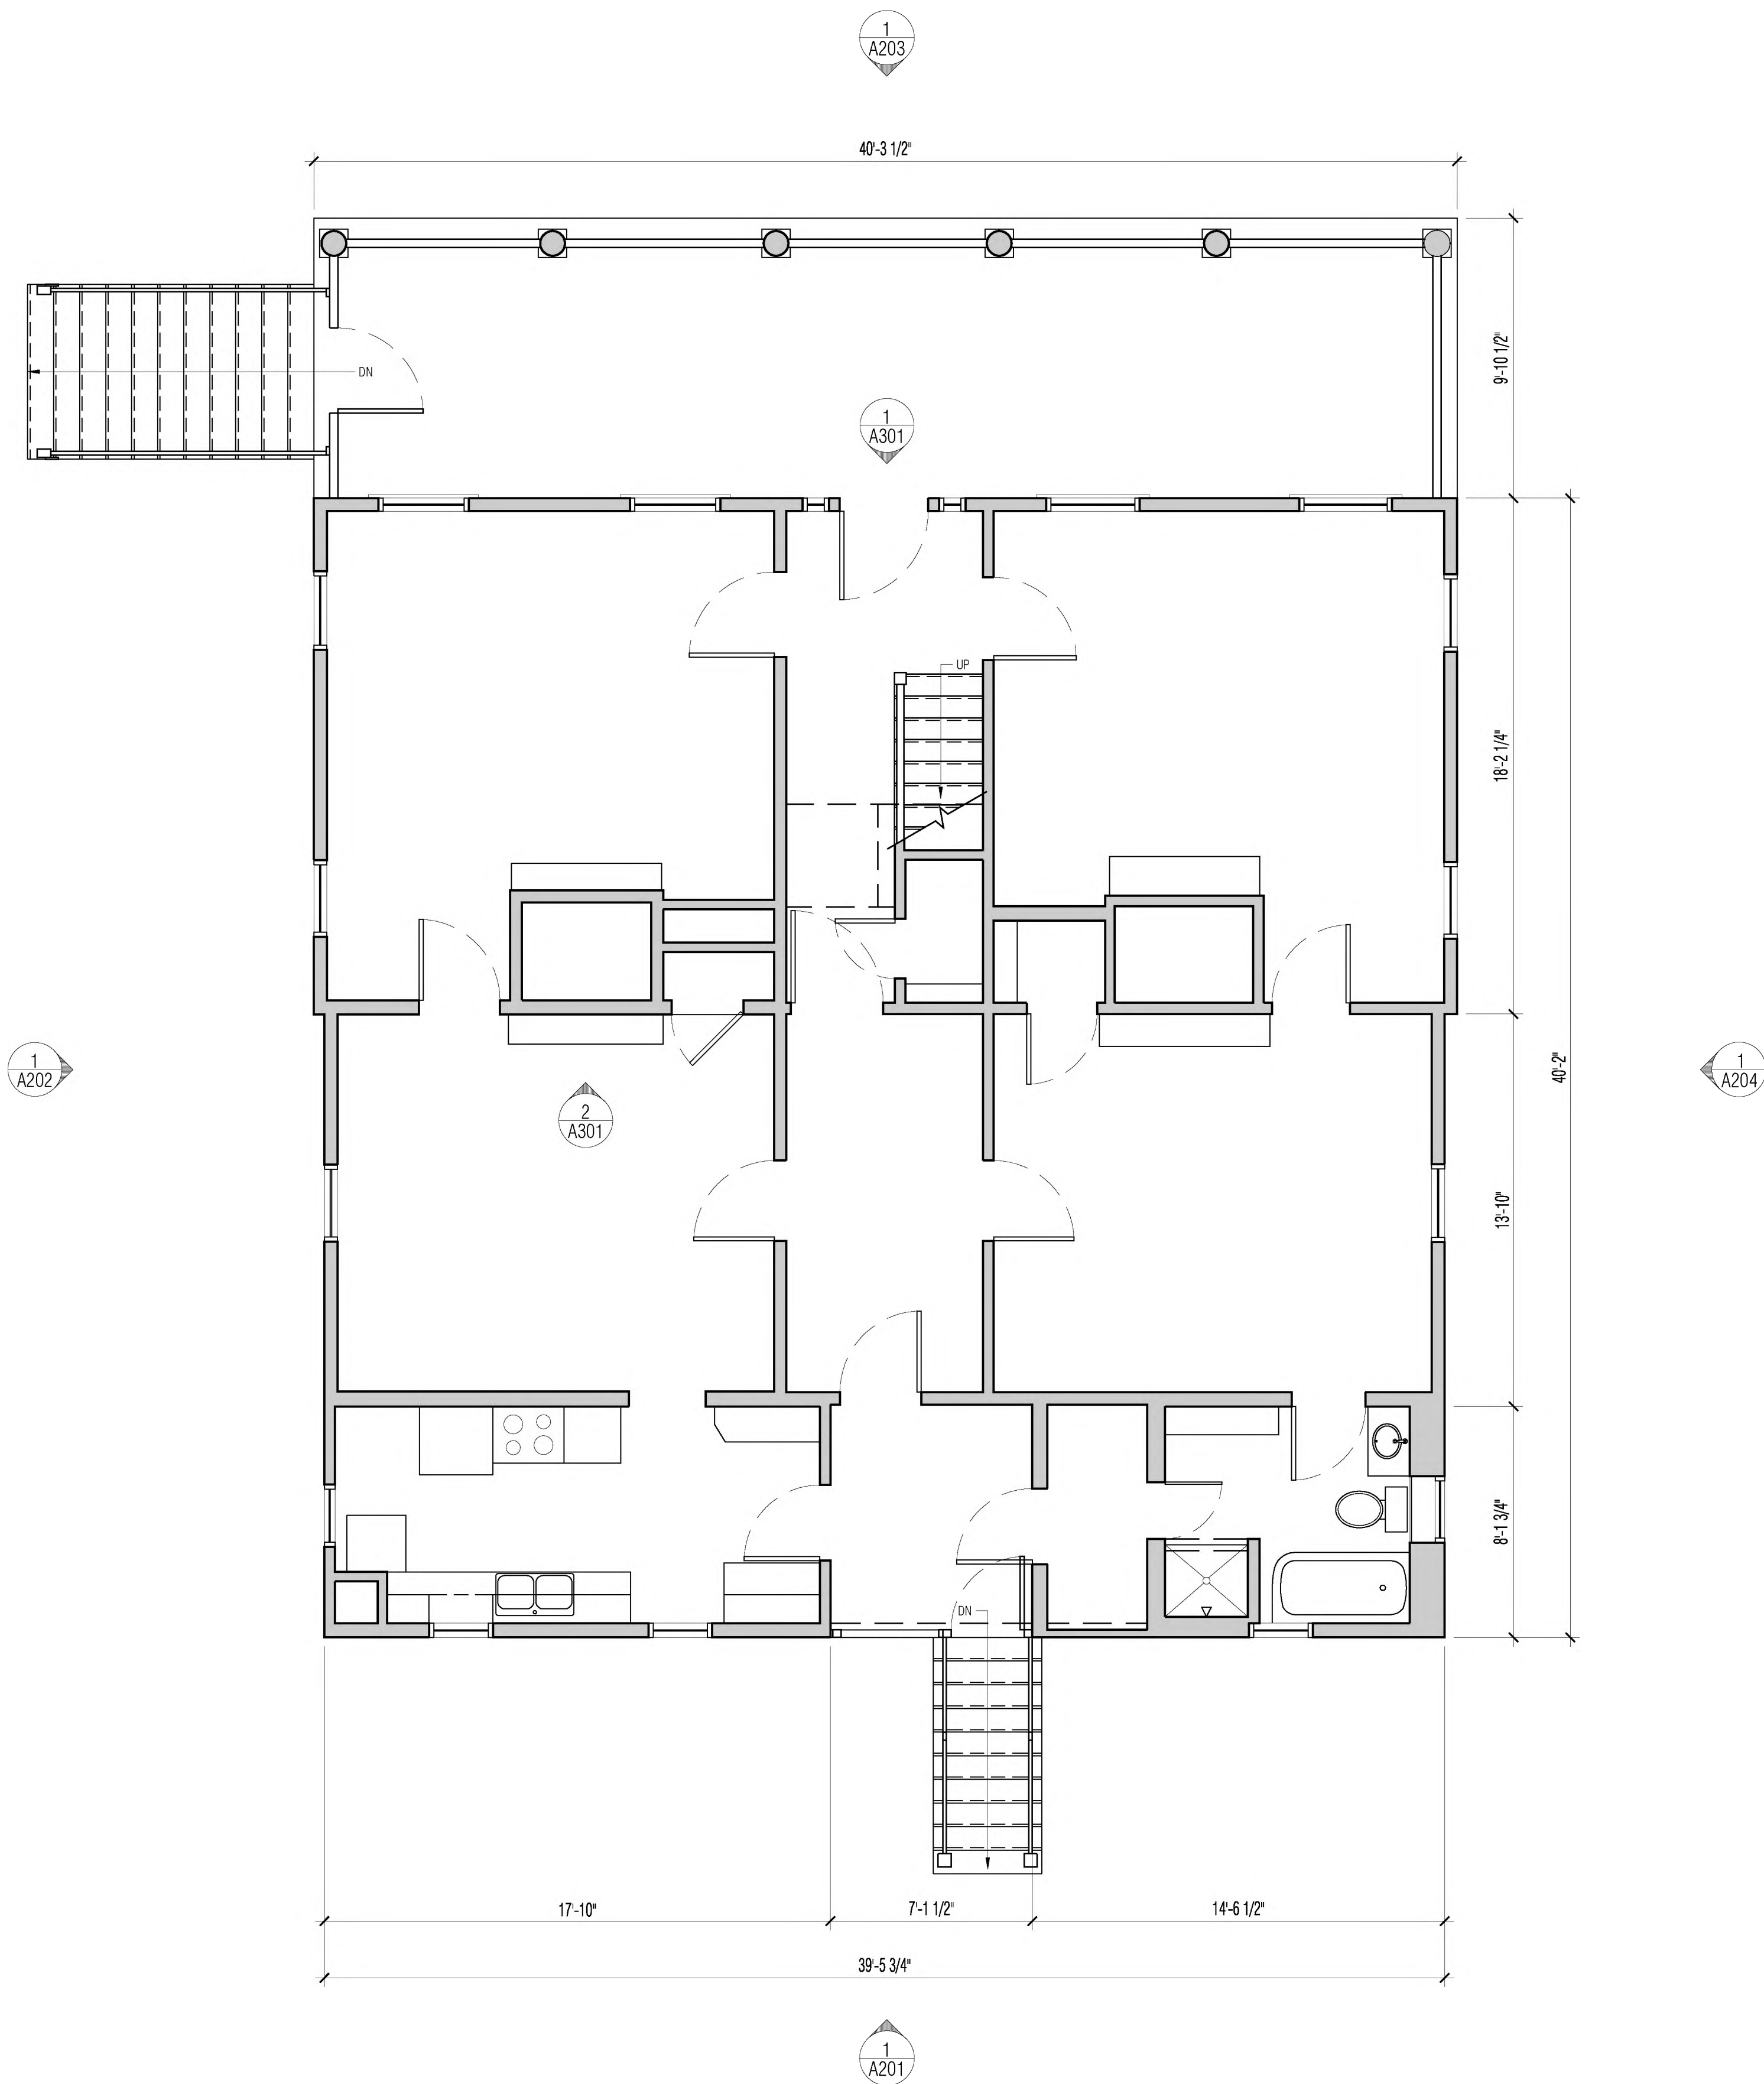 1
A203
40'-3 1/2"
9'-10 1/2"
DN
1
A301
UP
18'-2 1/4"
40'-2"
1
A202
1
A204
2
A301
13'-10"
8'-1 3/4"
DN
17'-10"
7'-1 1/2"
14'-6 1/2"
39'-5 3/4"
1
A201